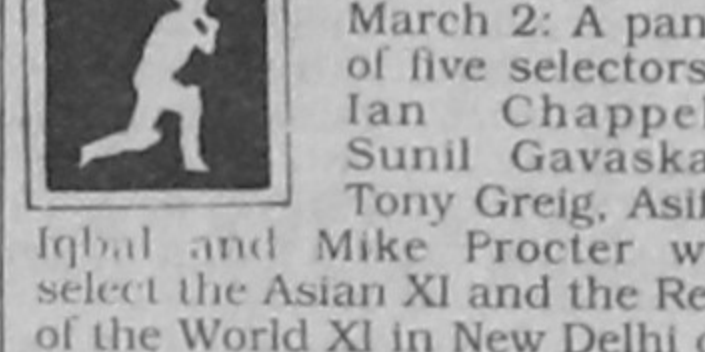 March 2: A pan
of five selectors
Ian Chappel
Sunil Gavaska
Tony Greig, Asif
Iqbal and Mike Procter w
select the Asian XI and the Re
of the World XI in New Delhi